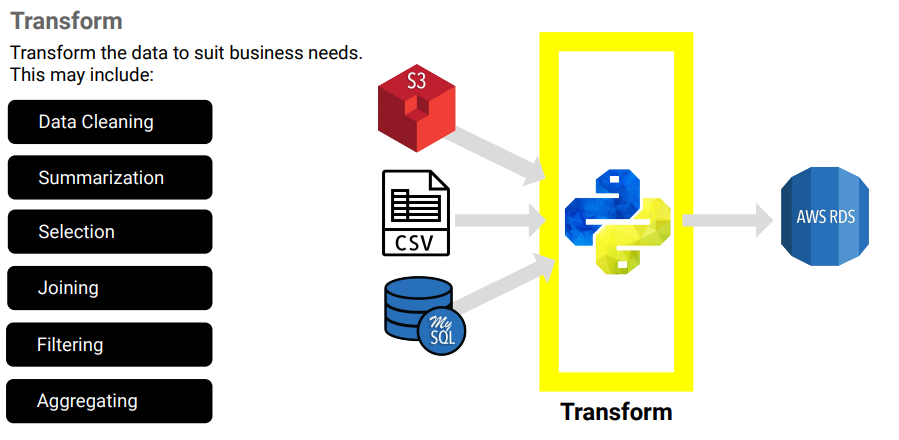 Transform
Transform the data to suit business needs.
This may include:
Data Cleaning
Summarization
Selection
Joining
Filtering
Aggregating
S3
CSV
My
SQL
AWS RDS
Transform